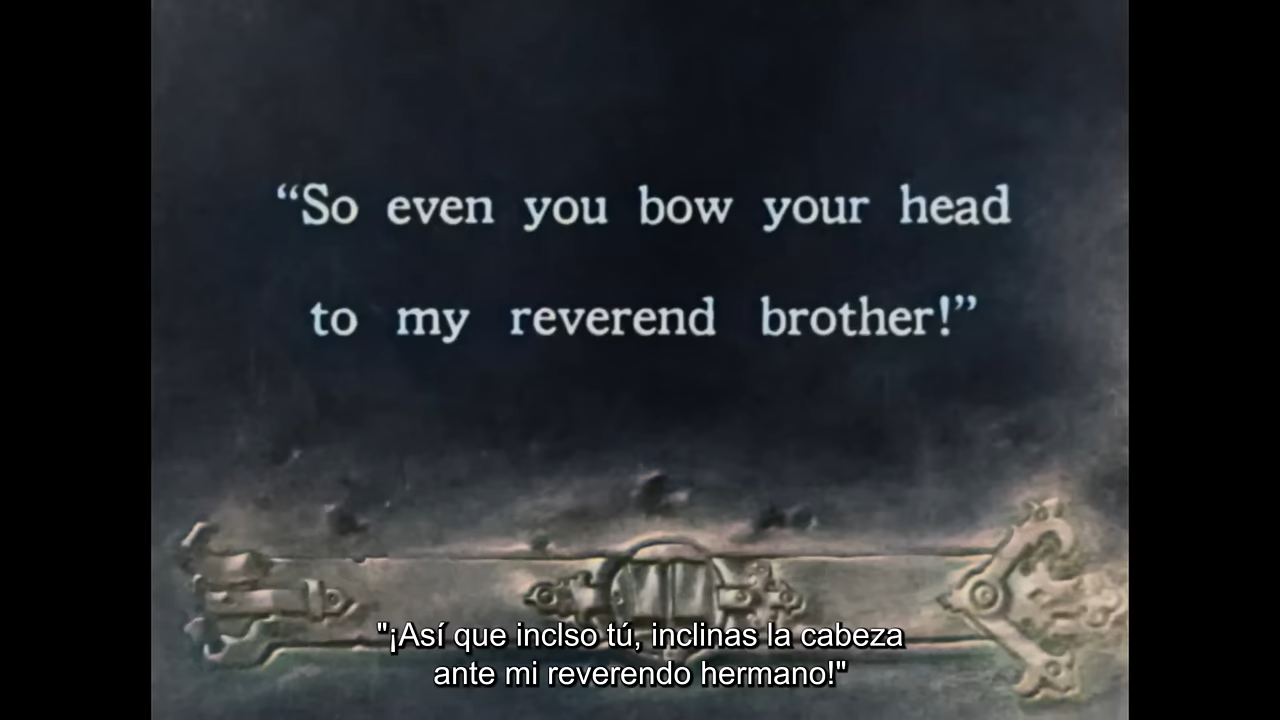 “So even you bow your head
to my reverend brother!”
"¡Así que inclso tú, inclinas la cabeza
ante mi reverendo hermano!"